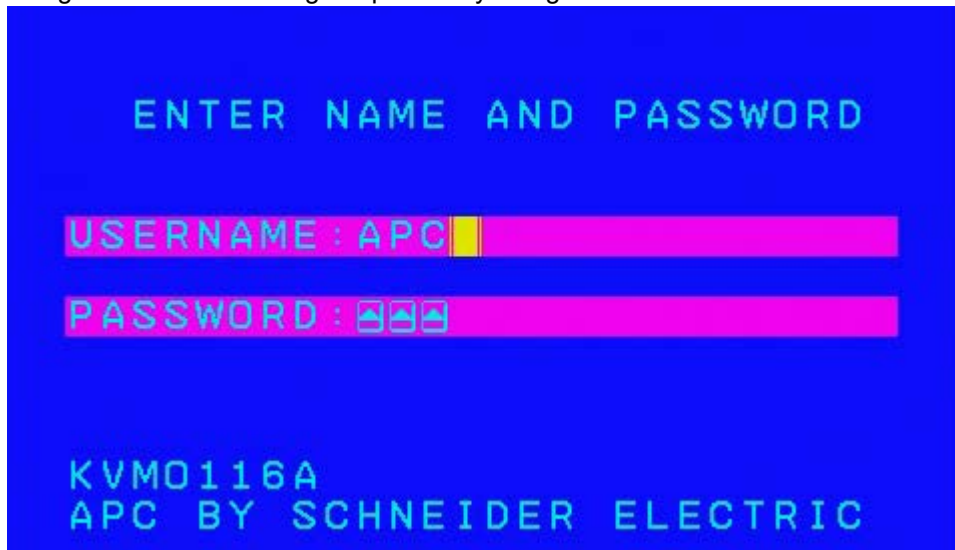 ENTER NAME AND PASSWORD
USERNAME:APC
PASSWORD:
KVM0116A
APC BY SCHNEIDER ELECTRIC